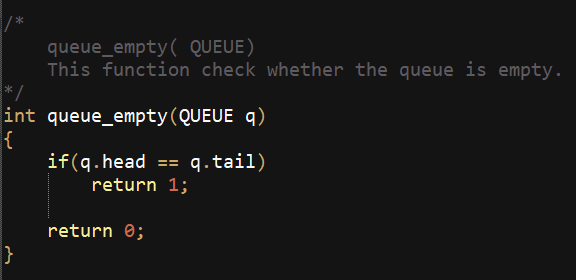 /*
    queue_empty( QUEUE)
    This function check whether the queue is empty.
*/
int queue_empty(QUEUE q)
{
    if(q.head == q.tail)
        return 1;

    return 0;
}